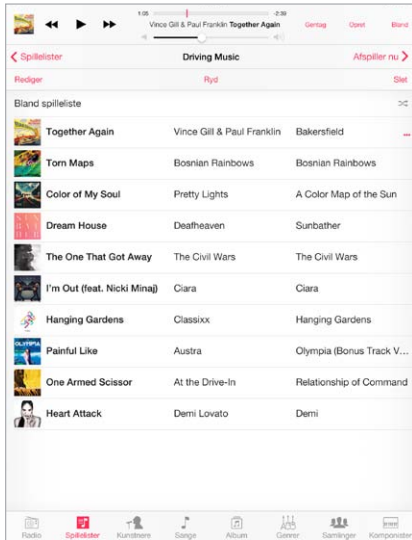 1:05 -2:39
Vince Gill & Paul Franklin Together Again
Gentag Opret Bland
Spillelister Driving Music Afspiller nu
Rediger Ryd Slet
Bland spilleliste
Together Again Vince Gill & Paul Franklin Bakersfield
Torn Maps Bosnian Rainbows Bosnian Rainbows
Color of My Soul Pretty Lights A Color Map of the Sun
Dream House Deafheaven Sunbather
The One That Got Away The Civil Wars The Civil Wars
I'm Out (feat. Nicki Minaj) Ciara Ciara
Hanging Gardens Classixx Hanging Gardens
Painful Like Austra Olympia (Bonus Track V...
One Armed Scissor At the Drive-In Relationship of Command
Heart Attack Demi Lovato Demi
Radio Spillelister Kunstnere Sange Album Genrer Samlinger Komponister